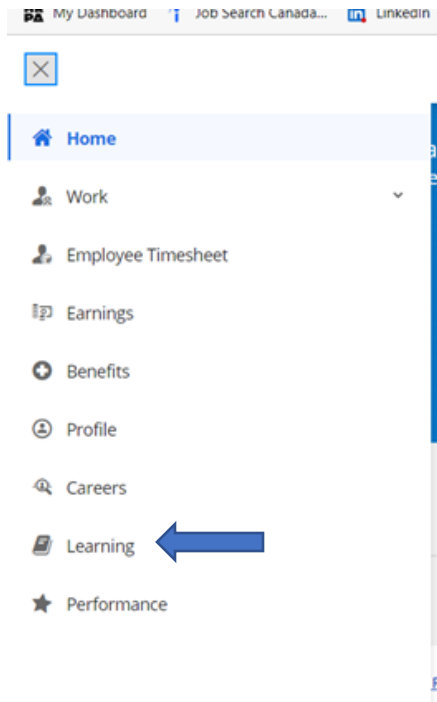 My Dashboard Job Search Canada... LinkedIn
Home
Work
Employee Timesheet
Earnings
Benefits
Profile
Careers
Learning
Performance